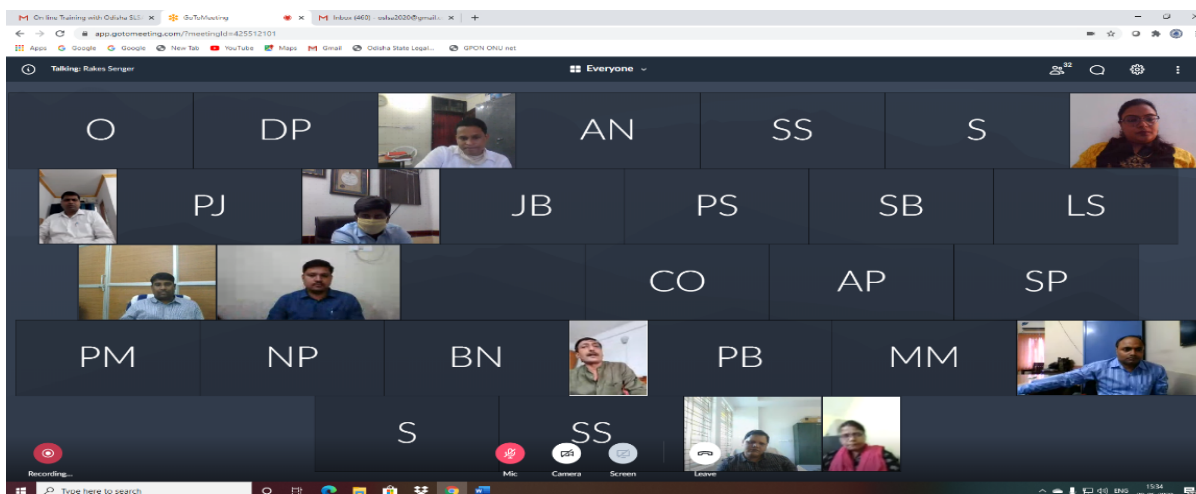 On-line Training with Odisha SLS
GoToMeeting
Inbox (460) - oslsa2020@gmail.c
app.gotomeeting.com/?meetingId=425512101
Apps Google Google New Tab YouTube Maps Gmail Odisha State Legal... GPON ONU net
Talking: Rakes Senger
Everyone
32
O DP AN SS S
PJ JB PS SB LS
CO AP SP
PM NP BN PB MM
S SS
Recording...
Mic Camera Screen Leave
Type here to search
ENG 15:34